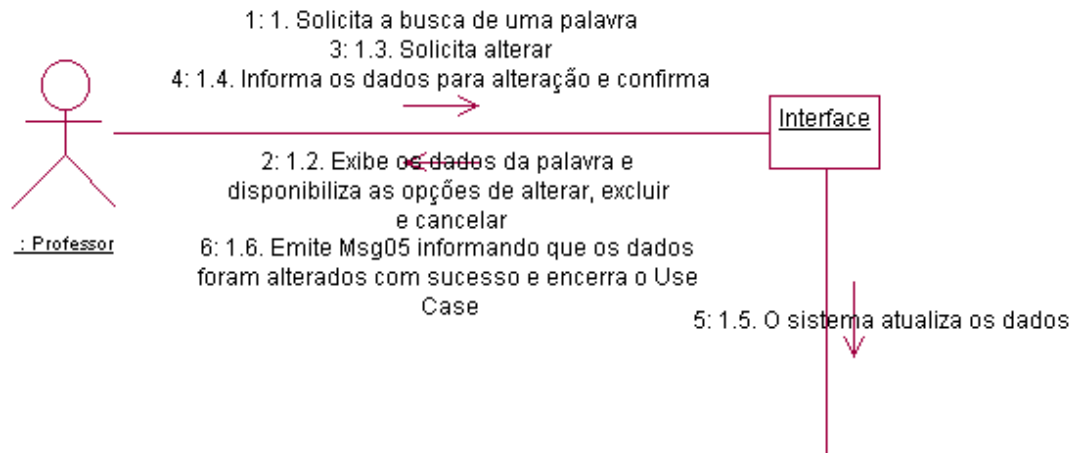 1: 1. Solicita a busca de uma palavra
3: 1.3. Solicita alterar
4: 1.4. Informa os dados para alteração e confirma
Interface
2: 1.2. Exibe os dados da palavra e
disponibiliza as opções de alterar, excluir
e cancelar
: Professor
6: 1.6. Emite Msg05 informando que os dados
foram alterados com sucesso e encerra o Use
Case
5: 1.5. O sistema atualiza os dados